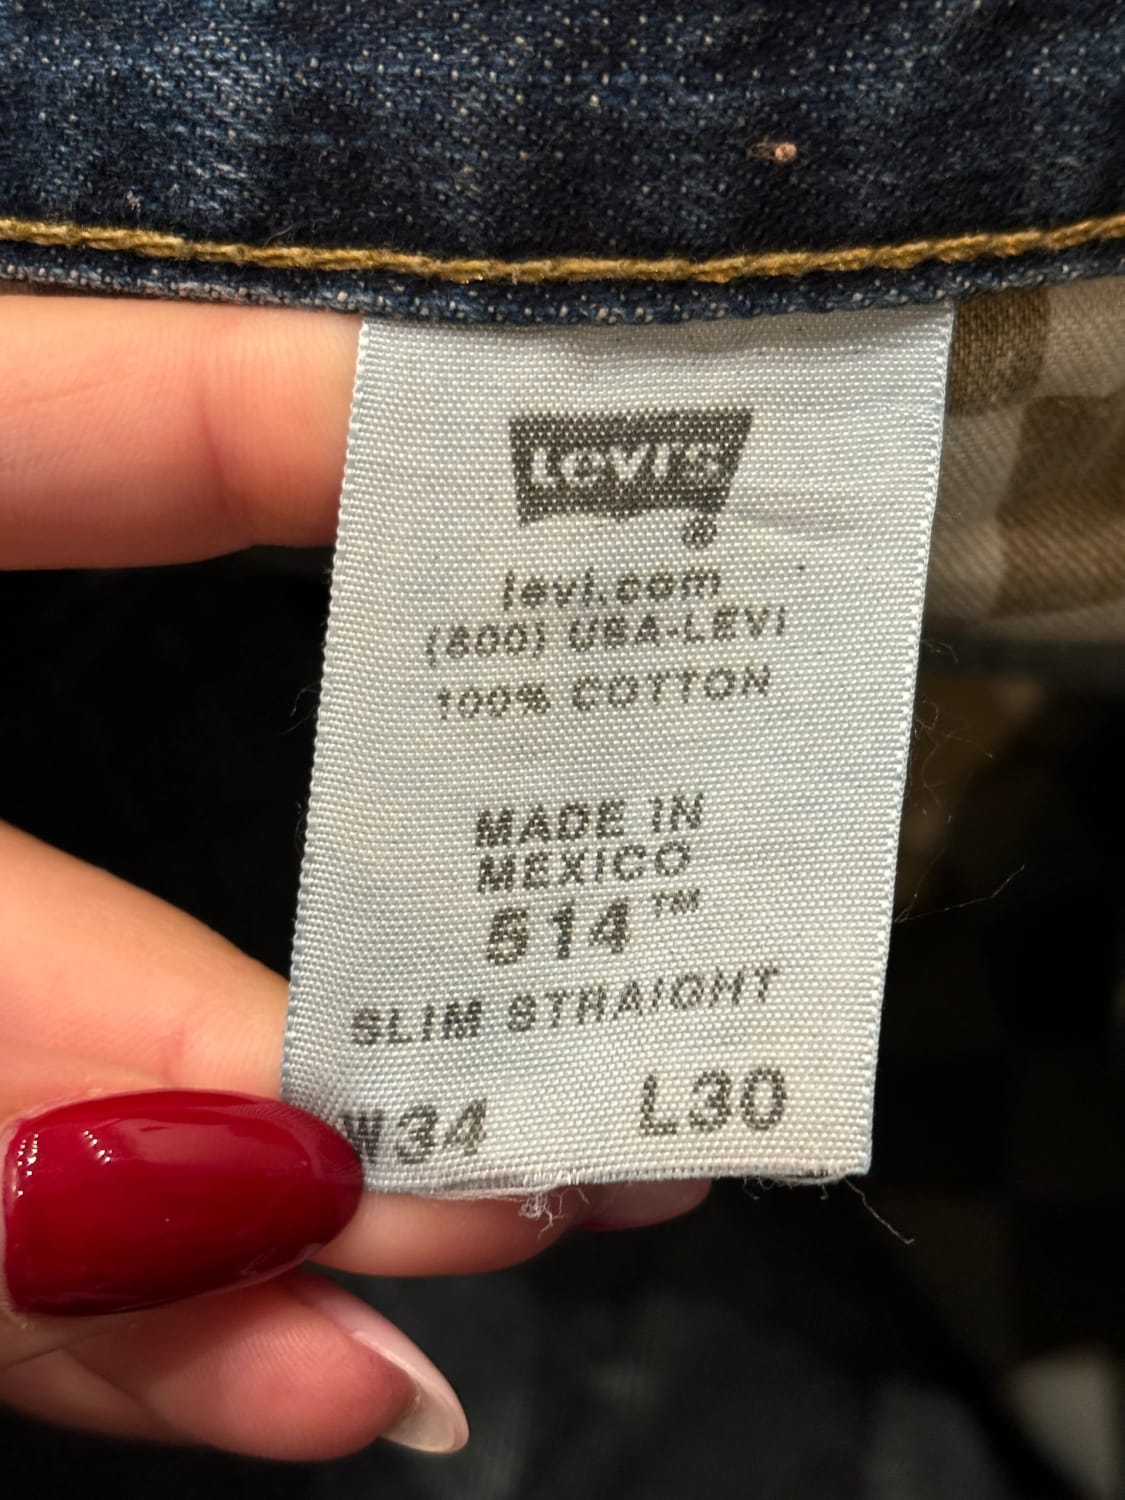 Levi's
®
levi.com
(800) USA-LEVI
100% COTTON
MADE IN
MEXICO
514™
SLIM STRAIGHT
W34 L30